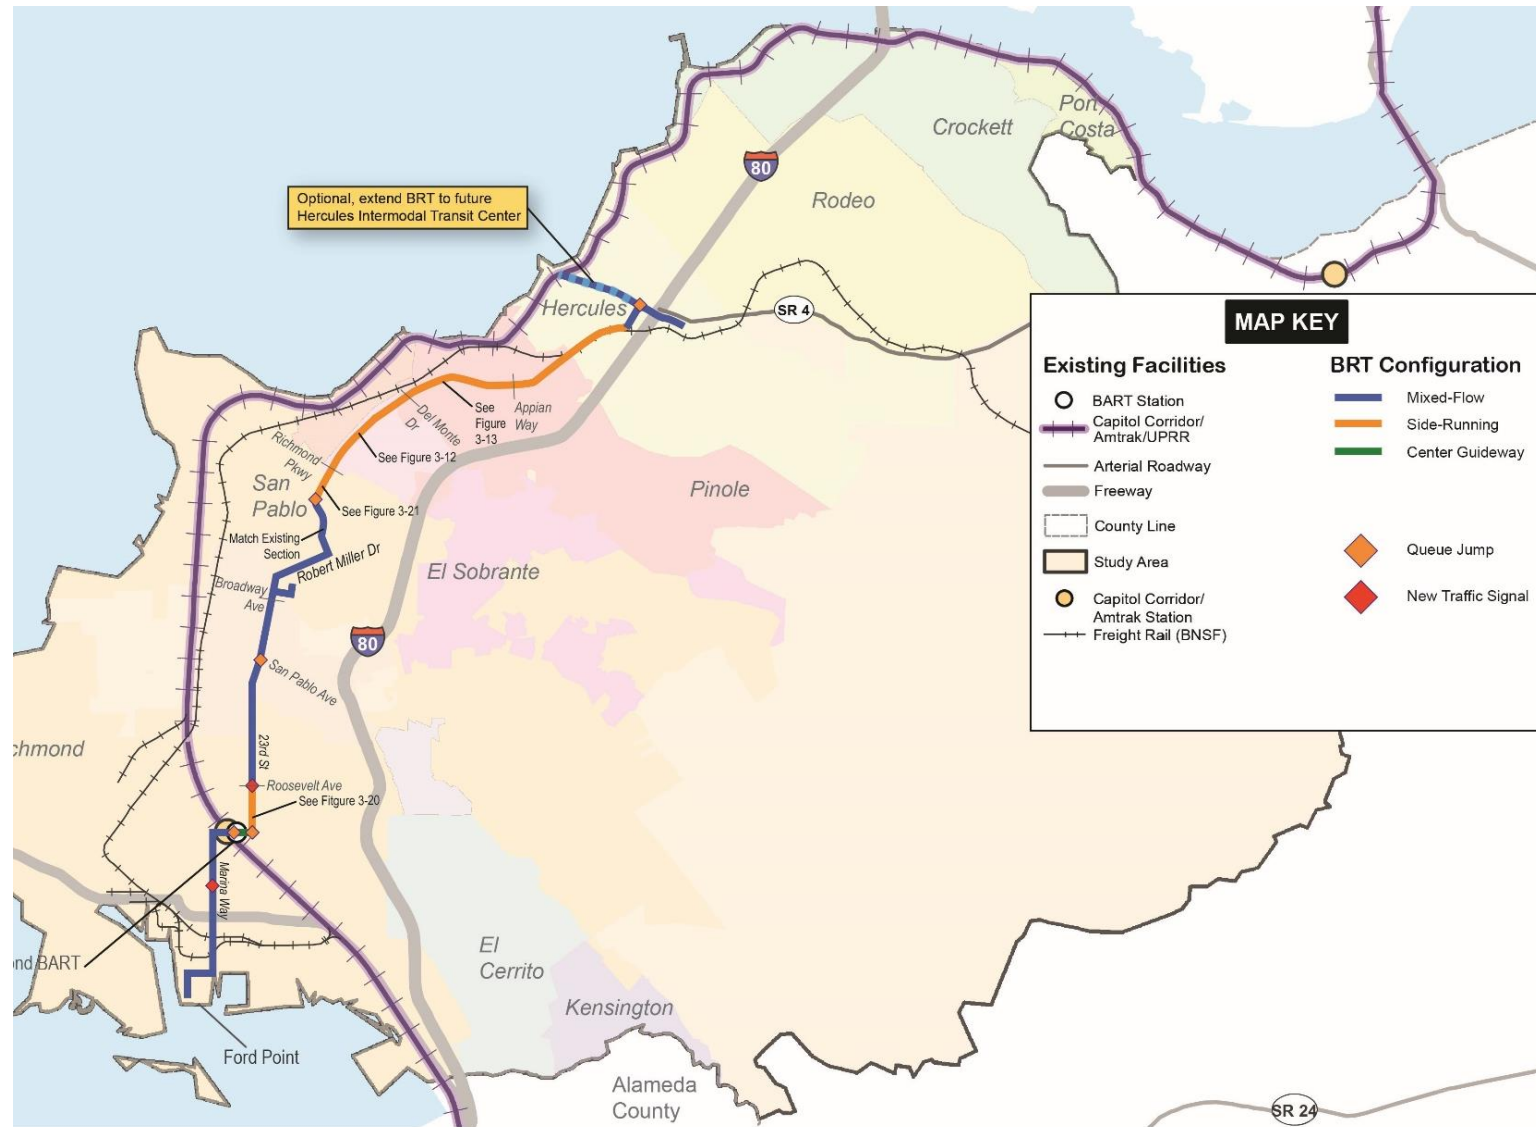 Port
Costa
Crockett
80
Rodeo
Optional, extend BRT to future
Hercules Intermodal Transit Center
Hercules
SR 4
See
Figure
3-13
Appian
Way
Del Monte
Dr
See Figure 3-12
Richmond
Pkwy
San
Pablo
See Figure 3-21
Match Existing
Section
Robert Miller Dr
Broadway
Ave
Pinole
El Sobrante
80
San Pablo Ave
23rd St
chmond
Roosevelt Ave
See Fitgure 3-20
Marina Way
nd BART
El
Cerrito
Kensington
Ford Point
Alameda
County
SR 24
MAP KEY
Existing Facilities
BART Station
Capitol Corridor/
Amtrak/UPRR
Arterial Roadway
Freeway
County Line
Study Area
Capitol Corridor/
Amtrak Station
Freight Rail (BNSF)
BRT Configuration
Mixed-Flow
Side-Running
Center Guideway
Queue Jump
New Traffic Signal